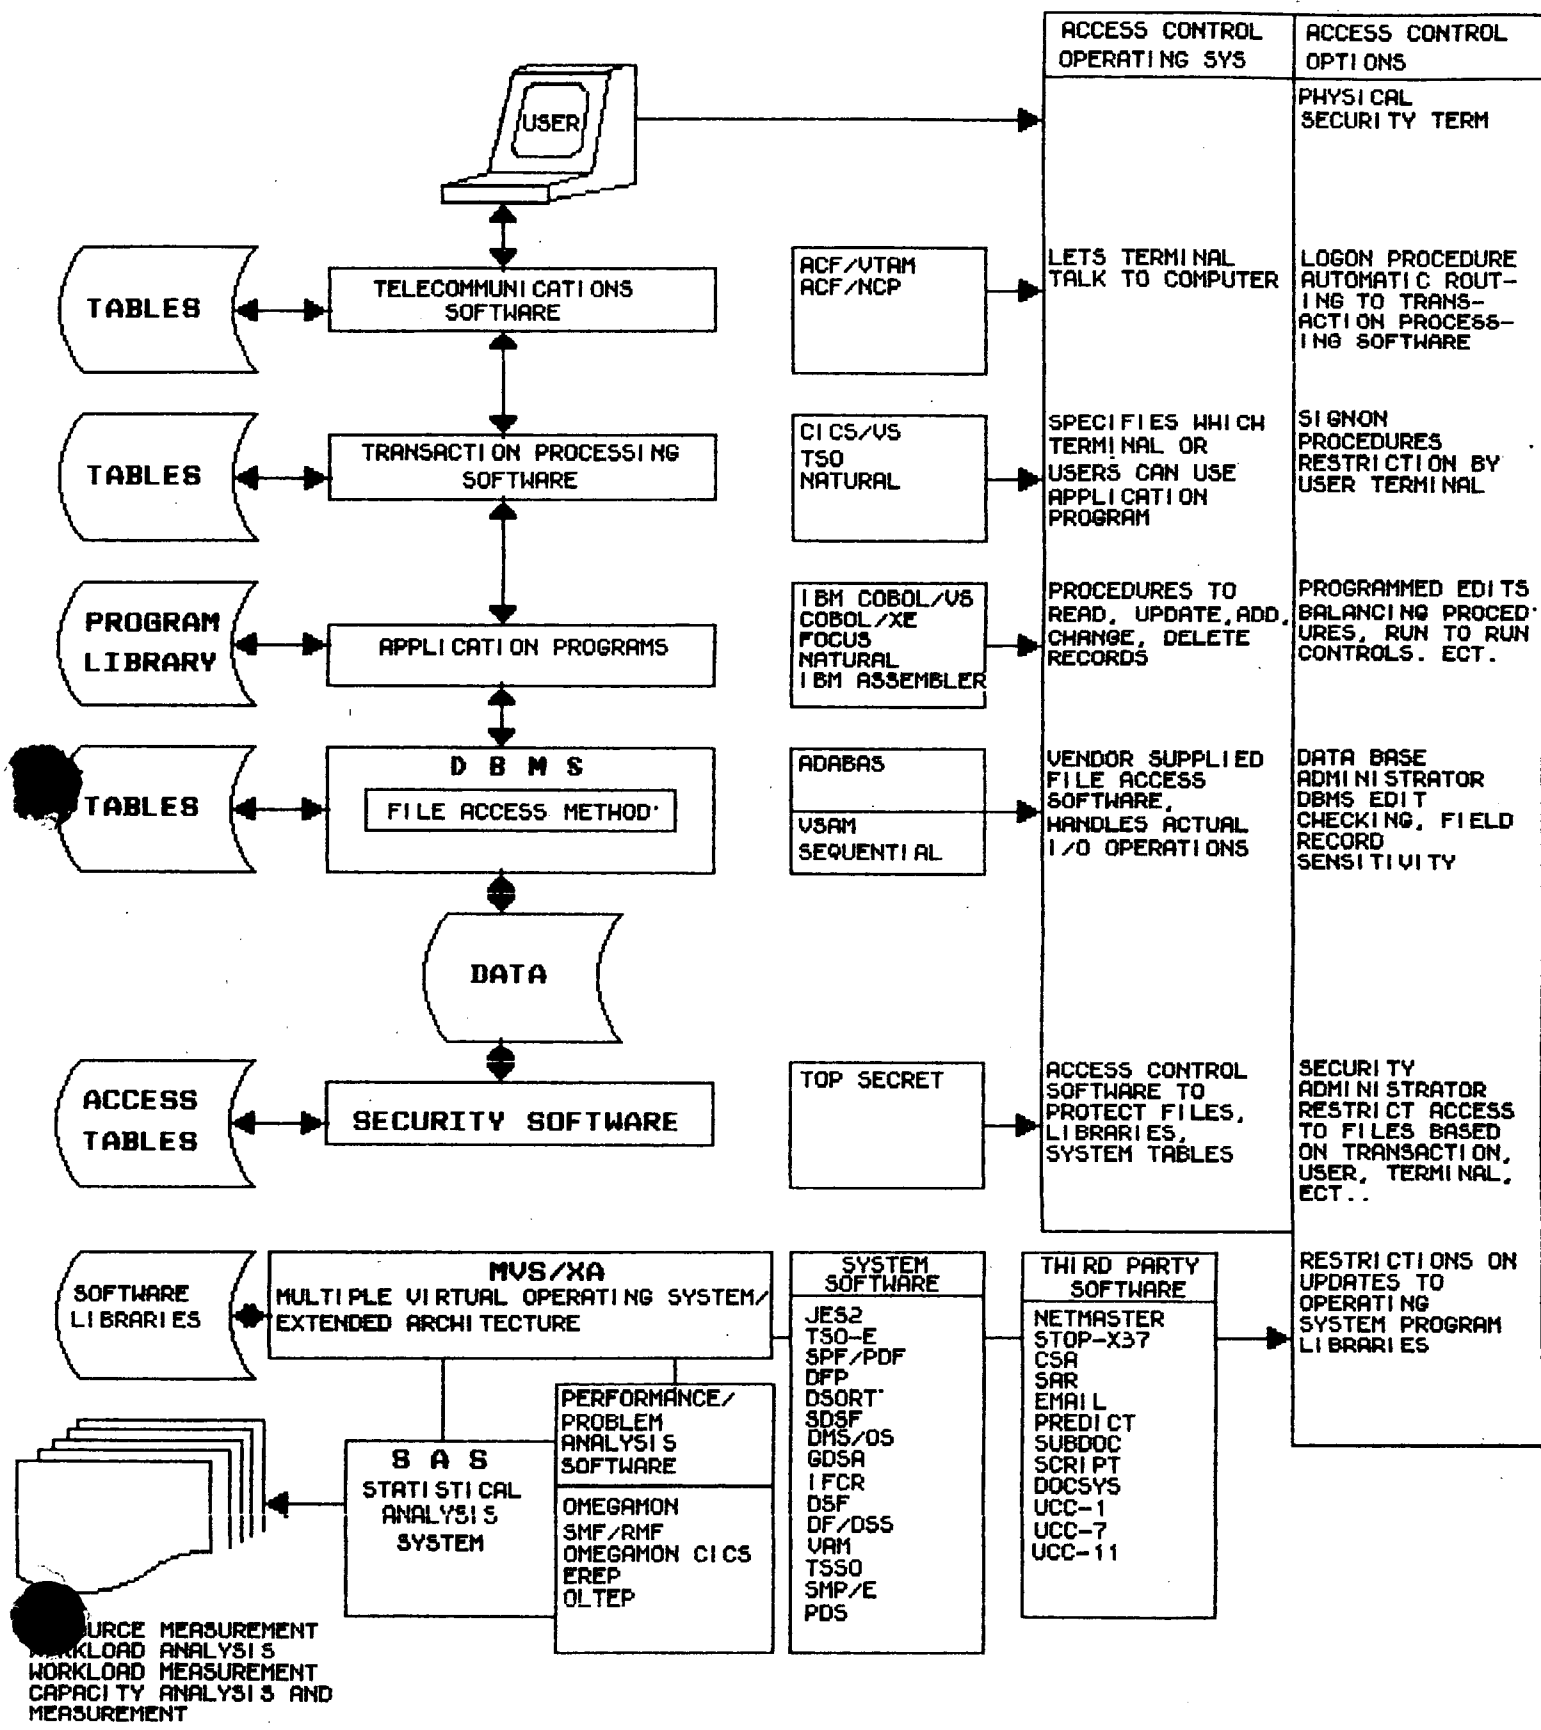 ACCESS CONTROL
OPERATING SYS
ACCESS CONTROL
OPTIONS
USER
PHYSICAL
SECURITY TERM
TABLES
TELECOMMUNICATIONS
SOFTWARE
ACF/VTAM
ACF/NCP
LETS TERMINAL
TALK TO COMPUTER
LOGON PROCEDURE
AUTOMATIC ROUT-
ING TO TRANS-
ACTION PROCESS-
ING SOFTWARE
TABLES
TRANSACTION PROCESSING
SOFTWARE
CICS/VS
TSO
NATURAL
SPECIFIES WHICH
TERMINAL OR
USERS CAN USE
APPLICATION
PROGRAM
SIGNON
PROCEDURES
RESTRICTION BY
USER TERMINAL
PROGRAM
LIBRARY
APPLICATION PROGRAMS
IBM COBOL/VS
COBOL/XE
FOCUS
NATURAL
IBM ASSEMBLER
PROCEDURES TO
READ, UPDATE,ADD,
CHANGE, DELETE
RECORDS
PROGRAMMED EDITS
BALANCING PROCED-
URES, RUN TO RUN
CONTROLS. ECT.
TABLES
D B M S
FILE ACCESS METHOD
ADABAS
VSAM
SEQUENTIAL
VENDOR SUPPLIED
FILE ACCESS
SOFTWARE,
HANDLES ACTUAL
I/O OPERATIONS
DATA BASE
ADMINISTRATOR
DBMS EDIT
CHECKING, FIELD
RECORD
SENSITIVITY
DATA
ACCESS
TABLES
SECURITY SOFTWARE
TOP SECRET
ACCESS CONTROL
SOFTWARE TO
PROTECT FILES,
LIBRARIES,
SYSTEM TABLES
SECURITY
ADMINISTRATOR
RESTRICT ACCESS
TO FILES BASED
ON TRANSACTION,
USER, TERMINAL,
ECT..
SOFTWARE
LIBRARIES
MVS/XA
MULTIPLE VIRTUAL OPERATING SYSTEM/
EXTENDED ARCHITECTURE
SYSTEM
SOFTWARE
JES2
TSO-E
SPF/PDF
DFP
DSORT
SDSF
DMS/OS
GDSA
IFCR
DSF
DF/DSS
VAM
TSSO
SMP/E
PDS
THIRD PARTY
SOFTWARE
NETMASTER
STOP-X37
CSA
SAR
EMAIL
PREDICT
SUBDOC
SCRIPT
DOCSYS
UCC-1
UCC-7
UCC-11
RESTRICTIONS ON
UPDATES TO
OPERATING
SYSTEM PROGRAM
LIBRARIES
S A S
STATISTICAL
ANALYSIS
SYSTEM
PERFORMANCE/
PROBLEM
ANALYSIS
SOFTWARE
OMEGAMON
SMF/RMF
OMEGAMON CICS
EREP
OLTEP
MEASUREMENT
ANALYSIS
WORKLOAD MEASUREMENT
CAPACITY ANALYSIS AND
MEASUREMENT